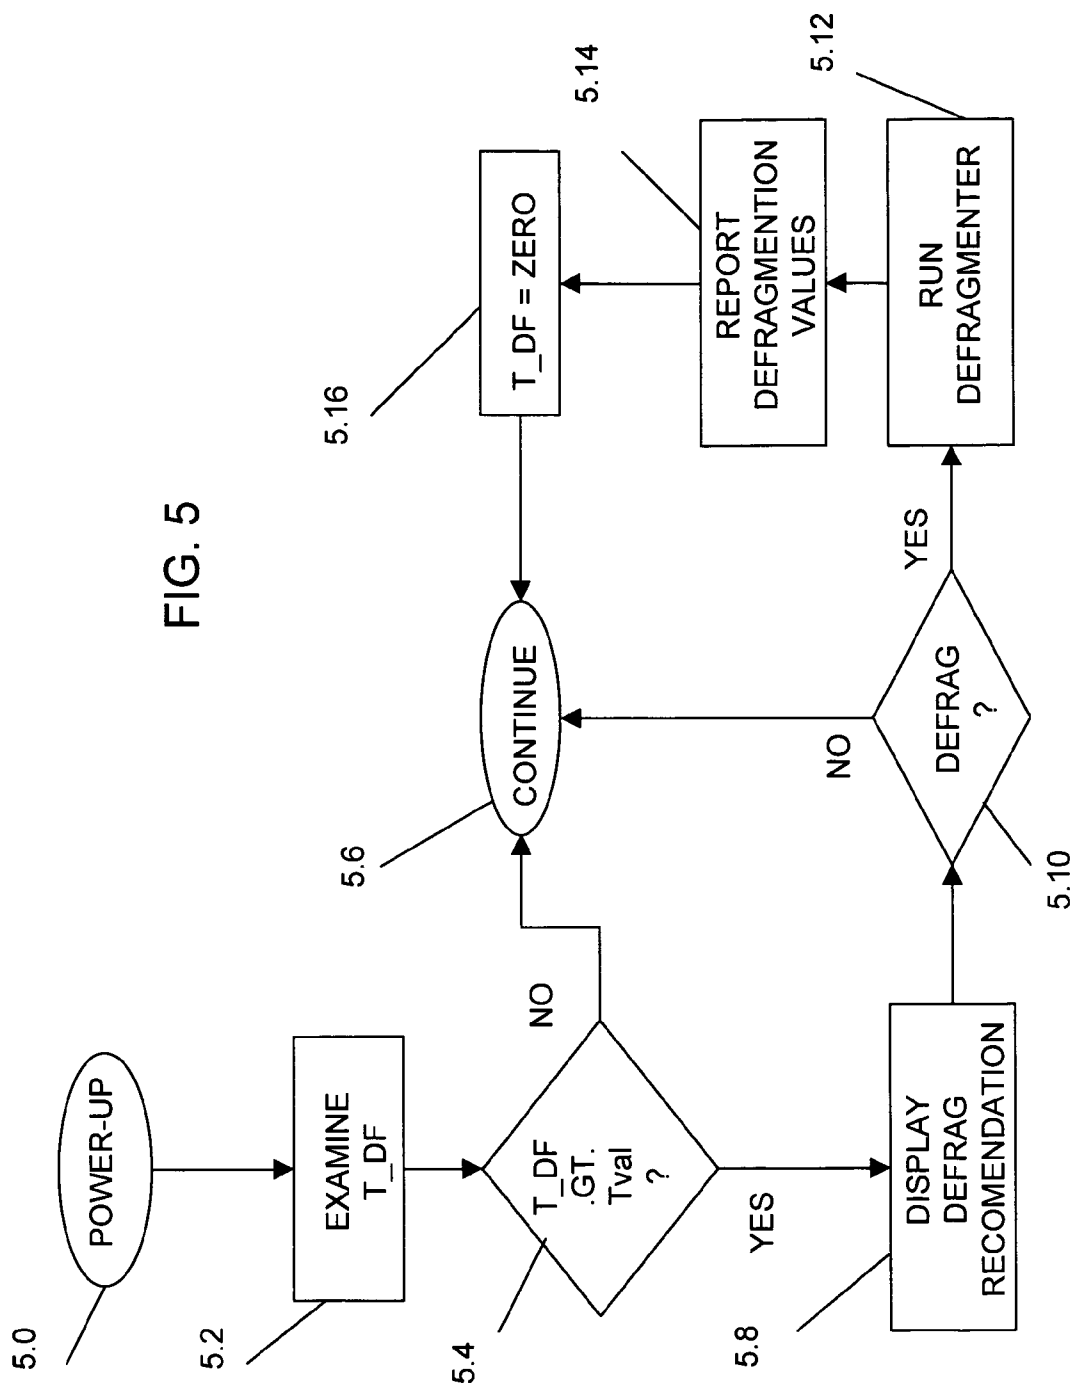 FIG. 5
5.0
POWER-UP
5.2
EXAMINE
T_DF
5.4
T_DF
.GT.
Tval
?
NO
YES
5.6
CONTINUE
5.8
DISPLAY
DEFRAG
RECOMENDATION
5.10
DEFRAG
?
NO
YES
5.12
RUN
DEFRAGMENTER
5.14
REPORT
DEFRAGMENTION
VALUES
5.16
T_DF = ZERO